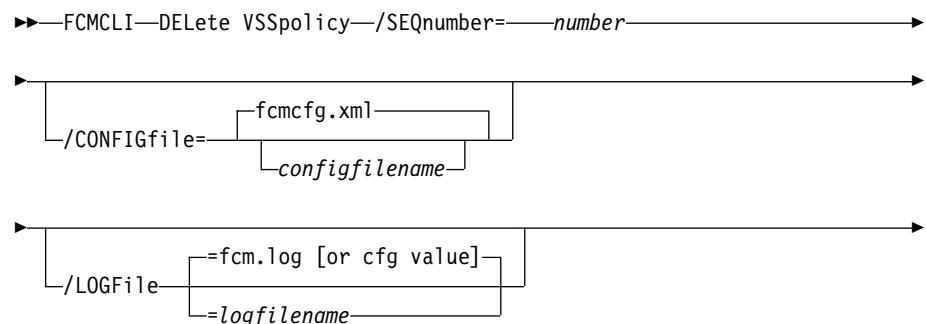 FCMCLI DELete VSSpolicy /SEQnumber= number
fcmcfg.xml
/CONFIGfile=
configfilename
=fcm.log [or cfg value]
/LOGFile
=logfilename